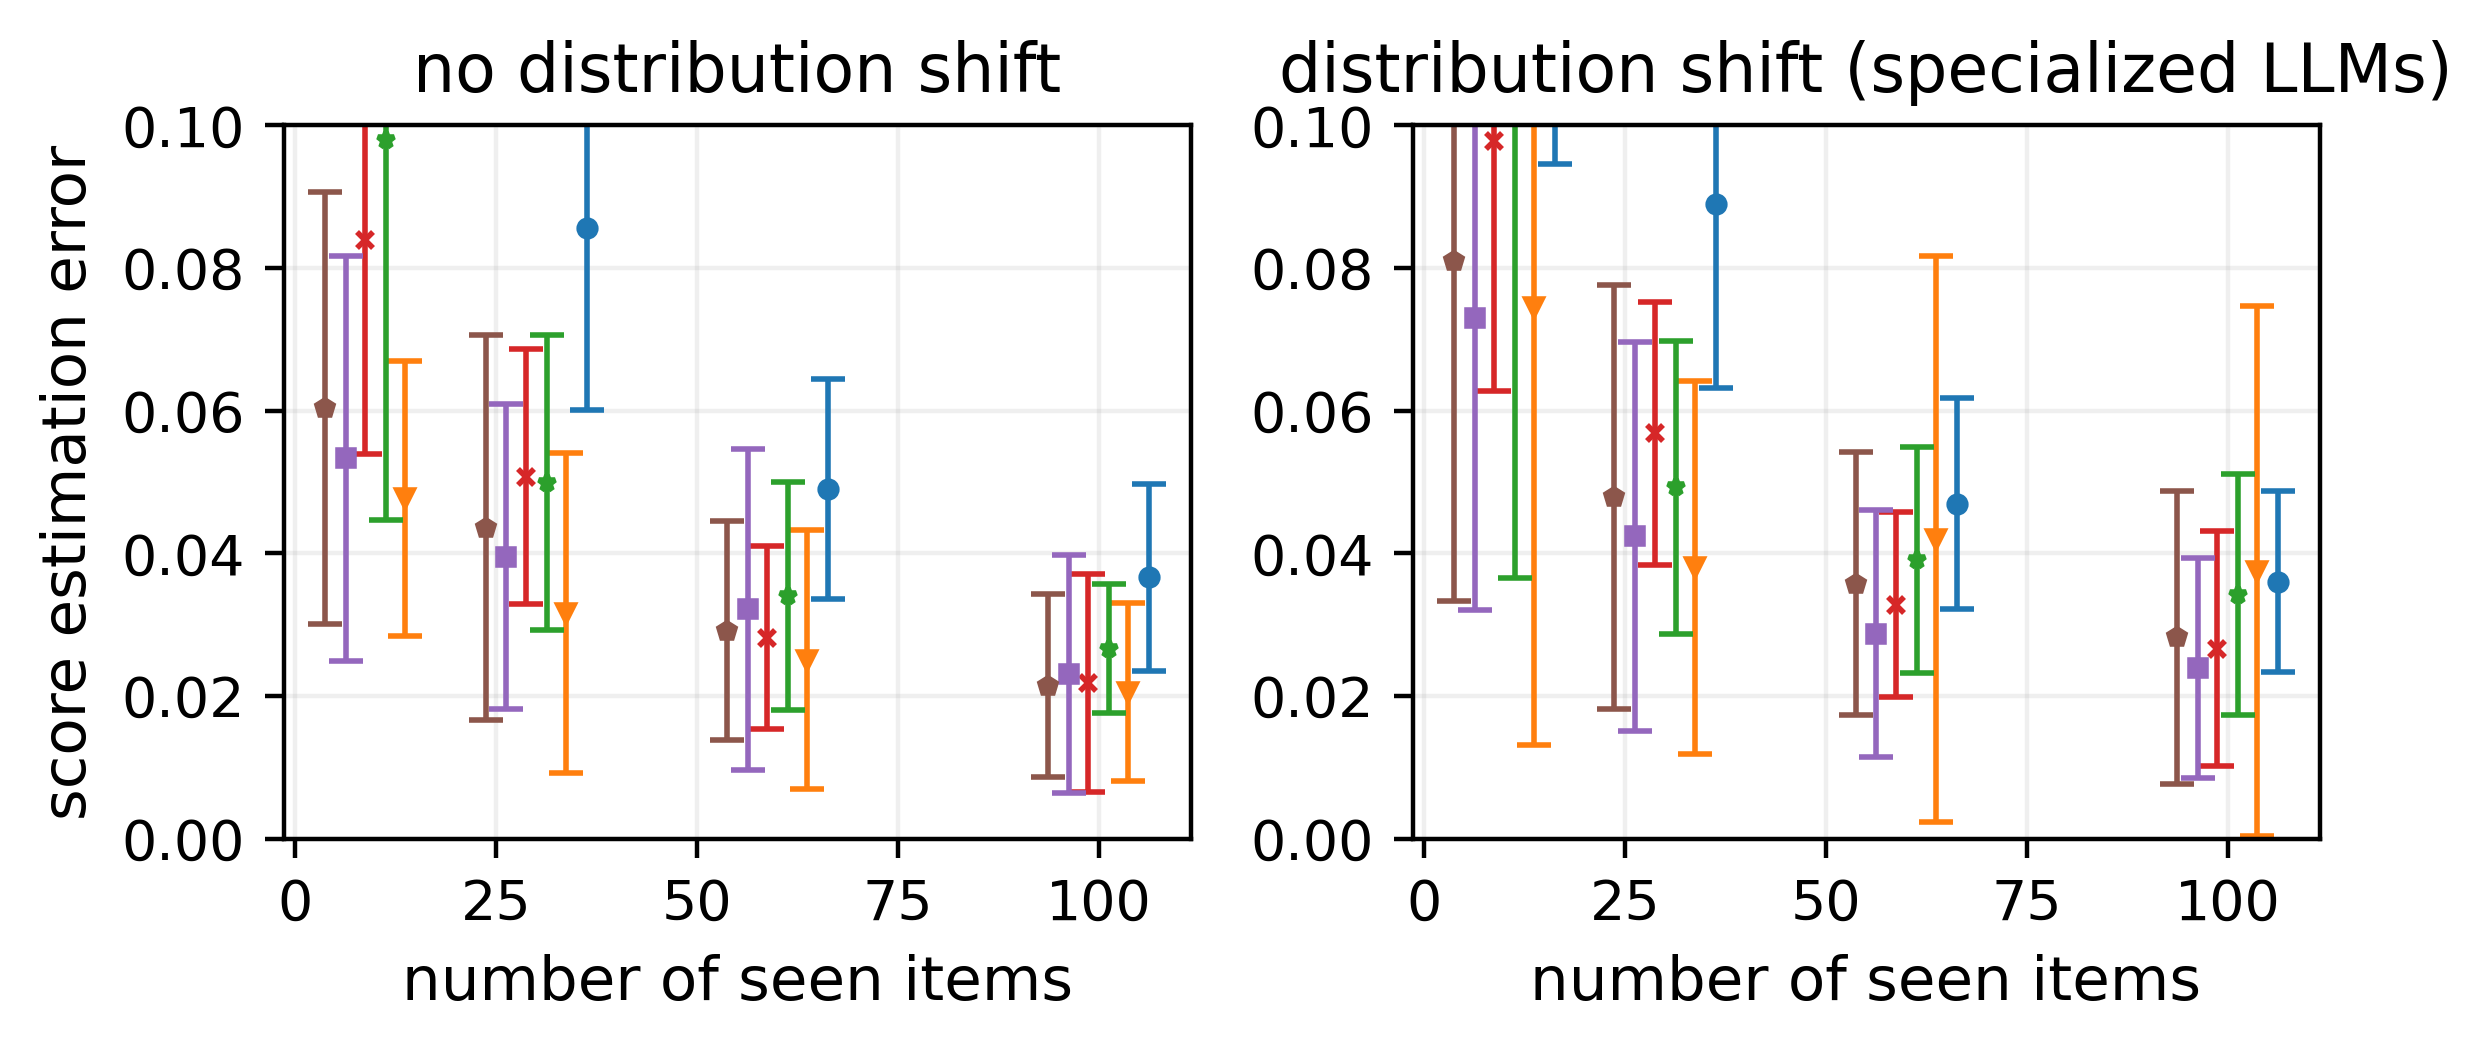 no distribution shift
0.10
0.08
0.06
0.04
0.02
0.00
score estimation error
0 25 50 75 100
number of seen items
distribution shift (specialized LLMs)
0.10
0.08
0.06
0.04
0.02
0.00
0 25 50 75 100
number of seen items